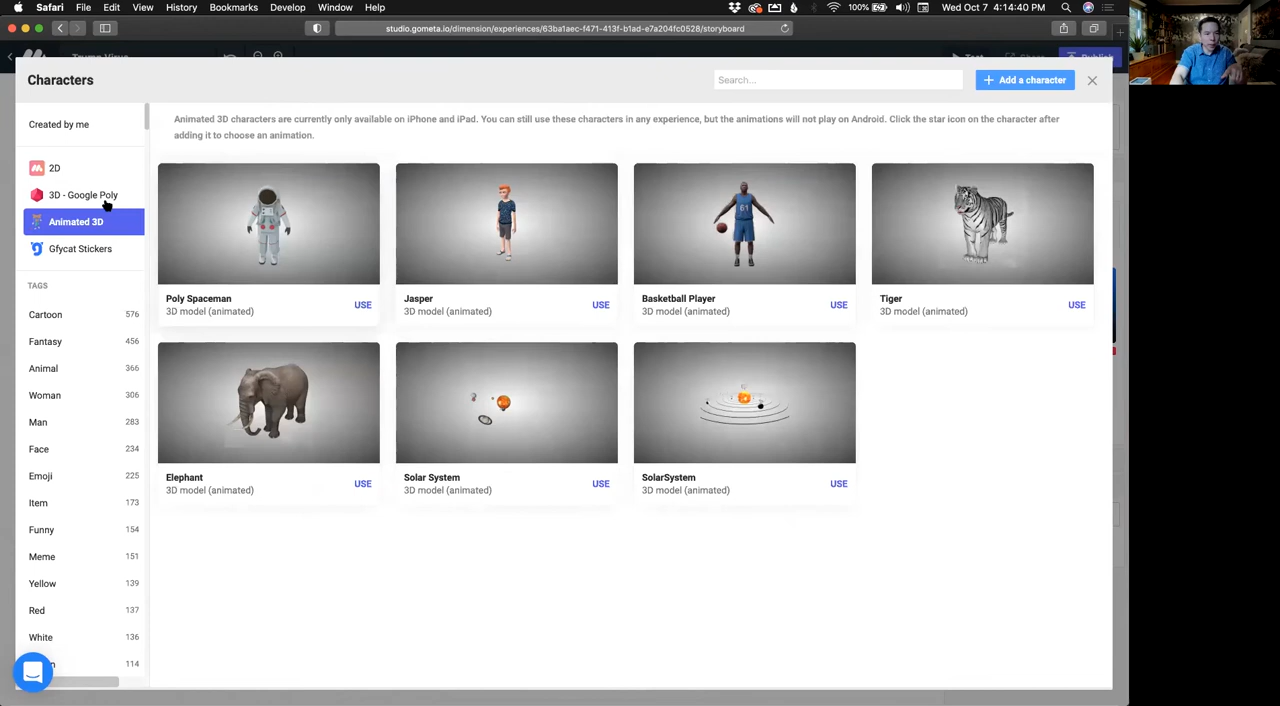 Safari File Edit View History Bookmarks Develop Window Help
100% Wed Oct 7 4:14:40 PM
studio.gometa.io/dimension/experiences/63ba1aec-f471-413f-b1ad-e7a204fc0528/storyboard
Trump Virus Test Share Publish
Characters
Search...
+ Add a character
Created by me
2D
3D - Google Poly
Animated 3D
Gfycat Stickers
TAGS
Cartoon 576
Fantasy 456
Animal 366
Woman 306
Man 283
Face 234
Emoji 225
Item 173
Funny 154
Meme 151
Yellow 139
Red 137
White 136
114
Animated 3D characters are currently only available on iPhone and iPad. You can still use these characters in any experience, but the animations will not play on Android. Click the star icon on the character after
adding it to choose an animation.
61
Poly Spaceman
3D model (animated)
USE
Jasper
3D model (animated)
USE
Basketball Player
3D model (animated)
USE
Tiger
3D model (animated)
USE
Elephant
3D model (animated)
USE
Solar System
3D model (animated)
USE
SolarSystem
3D model (animated)
USE